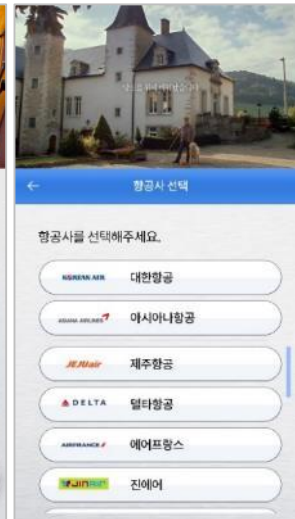 항공사 선택
항공사를 선택해주세요.
KOREAN AIR 대한항공
ASIANA AIRLINES 아시아나항공
JEJUair 제주항공
DELTA 델타항공
AIRFRANCE 에어프랑스
JINAIR 진에어